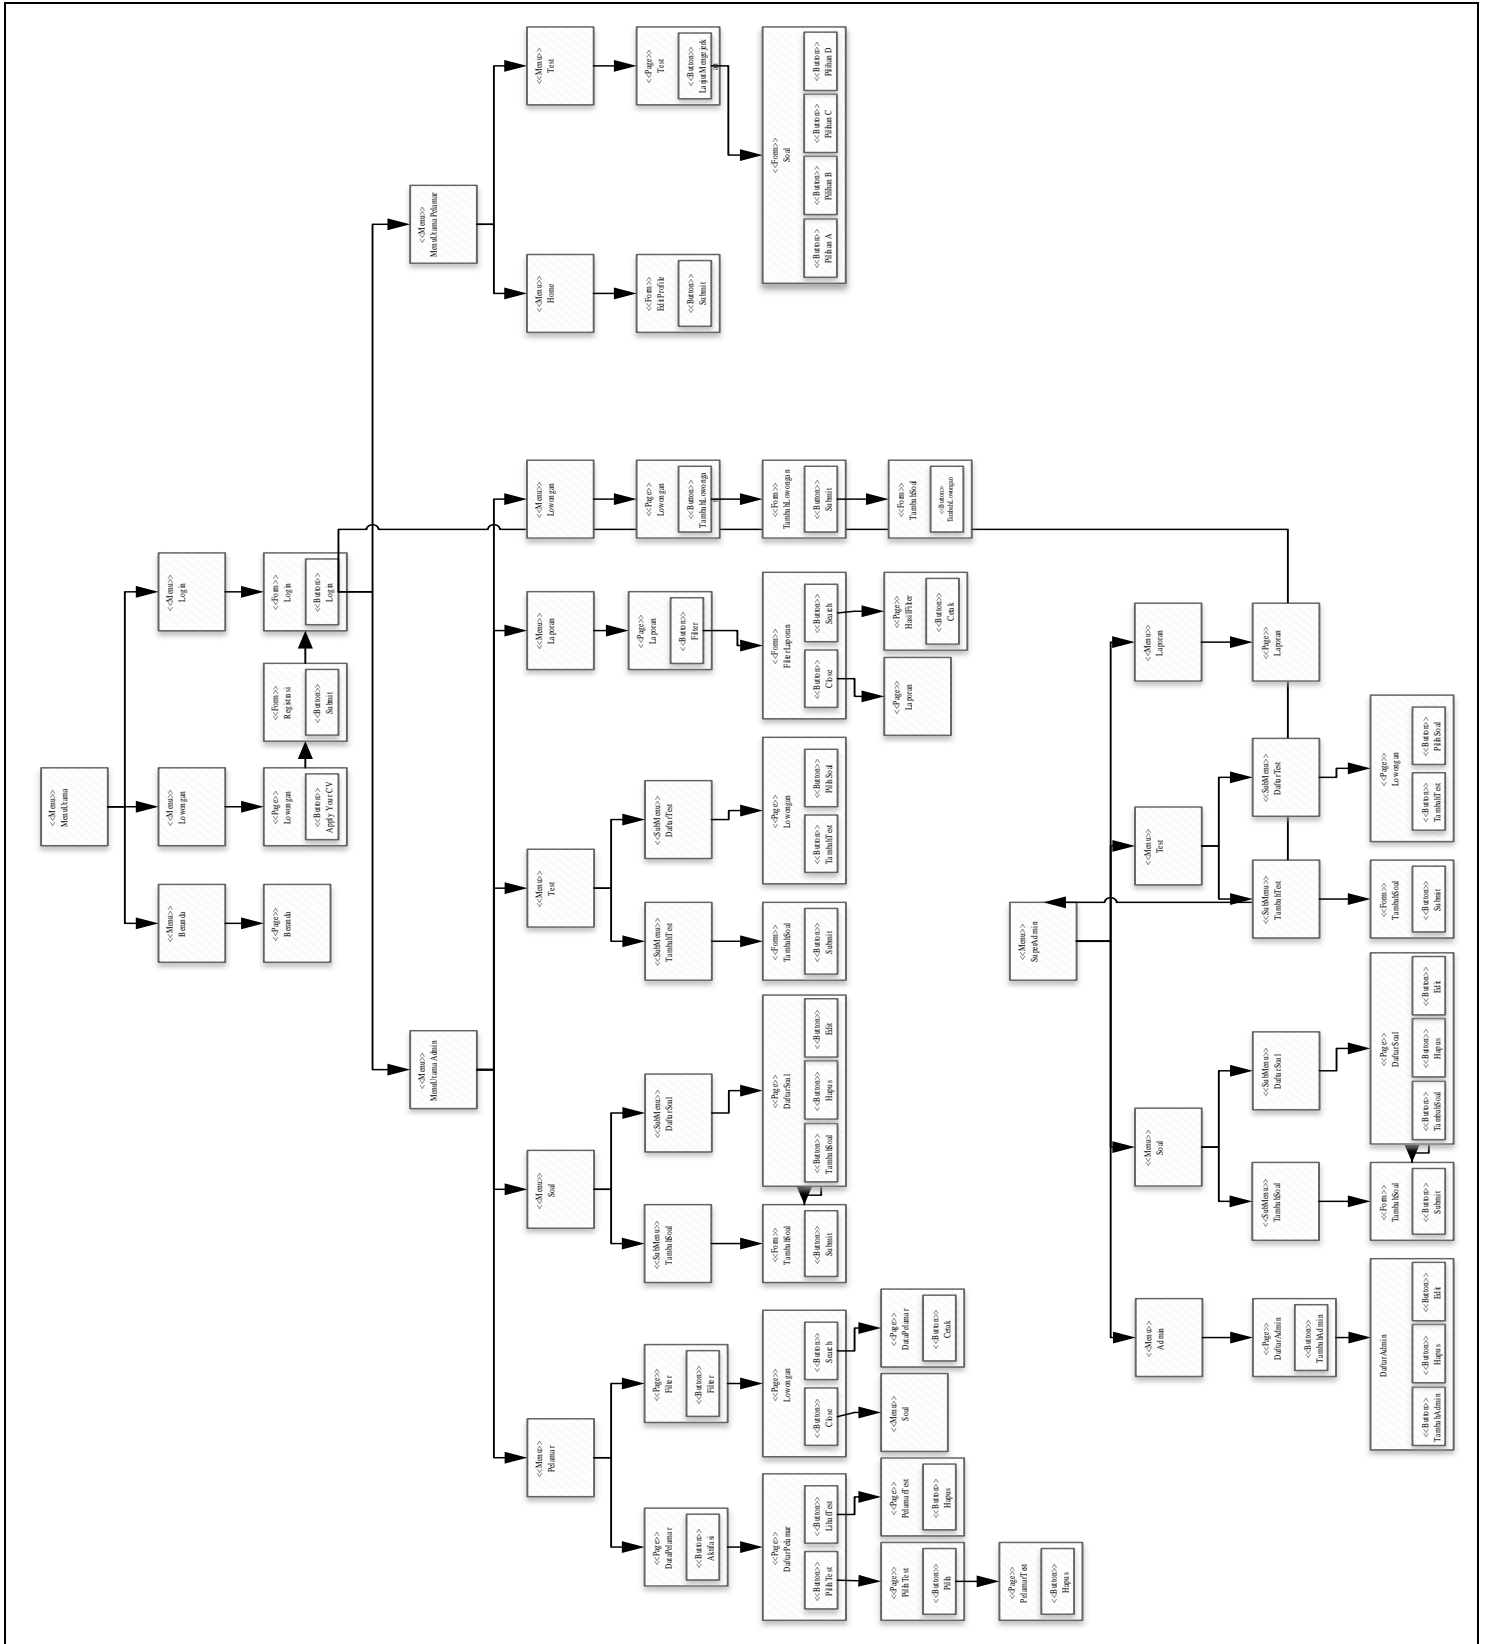 <<Menu>>
MenuUtama
<<Menu>>
Beranda
<<Page>>
Beranda
<<Menu>>
Lowongan
<<Page>>
Lowongan
<<Button>>
Apply Your CV
<<Form>>
Registrasi
<<Button>>
Submit
<<Menu>>
Login
<<Form>>
Login
<<Button>>
Login
<<Menu>>
MenuUtama Admin
<<Menu>>
Pelamar
<<Page>>
DataPelamar
<<Button>>
Aktifasi
<<Page>>
DaftarPelamar
<<Button>>
PilihTest
<<Button>>
LihatTest
<<Page>>
PilihTest
<<Button>>
Pilih
<<Page>>
PelamarTest
<<Button>>
Hapus
<<Page>>
PelamarTest
<<Button>>
Hapus
<<Page>>
Filter
<<Button>>
Filter
<<Page>>
Lowongan
<<Button>>
Close
<<Button>>
Search
<<Menu>>
Soal
<<Page>>
DataPelamar
<<Button>>
Cetak
<<Menu>>
Soal
<<SubMenu>>
TambahSoal
<<Form>>
TambahSoal
<<Button>>
Submit
<<SubMenu>>
DaftarSoal
<<Page>>
DaftarSoal
<<Button>>
TambahSoal
<<Button>>
Hapus
<<Button>>
Edit
<<Menu>>
Test
<<SubMenu>>
TambahTest
<<Form>>
TambahSoal
<<Button>>
Submit
<<SubMenu>>
DaftarTest
<<Page>>
Lowongan
<<Button>>
TambahTest
<<Button>>
PilihSoal
<<Menu>>
Laporan
<<Page>>
Laporan
<<Button>>
Filter
<<Form>>
FilterLaporan
<<Button>>
Close
<<Button>>
Search
<<Page>>
Laporan
<<Page>>
HasilFilter
<<Button>>
Cetak
<<Menu>>
Lowongan
<<Page>>
Lowongan
<<Button>>
TambahLowonga
n
<<Form>>
TambahLowongan
<<Button>>
Submit
<<Form>>
TambahSoal
<<Button>>
TambahLowongan
<<Menu>>
MenuUtamaPelamar
<<Menu>>
Home
<<Form>>
EditProfile
<<Button>>
Submit
<<Menu>>
Test
<<Page>>
Test
<<Button>>
LanjutMengerjak
an
<<Form>>
Soal
<<Button>>
Pilihan A
<<Button>>
Pilihan B
<<Button>>
Pilihan C
<<Button>>
Pilihan D
<<Menu>>
SuperAdmin
<<Menu>>
Admin
<<Page>>
DaftarAdmin
<<Button>>
TambahAdmin
DaftarAdmin
<<Button>>
TambahAdmin
<<Button>>
Hapus
<<Button>>
Edit
<<Menu>>
Soal
<<SubMenu>>
TambahSoal
<<Form>>
TambahSoal
<<Button>>
Submit
<<SubMenu>>
DaftarSoal
<<Page>>
DaftarSoal
<<Button>>
TambahSoal
<<Button>>
Hapus
<<Button>>
Edit
<<Menu>>
Test
<<SubMenu>>
TambahTest
<<Form>>
TambahSoal
<<Button>>
Submit
<<SubMenu>>
DaftarTest
<<Page>>
Lowongan
<<Button>>
TambahTest
<<Button>>
PilihSoal
<<Menu>>
Laporan
<<Page>>
Laporan